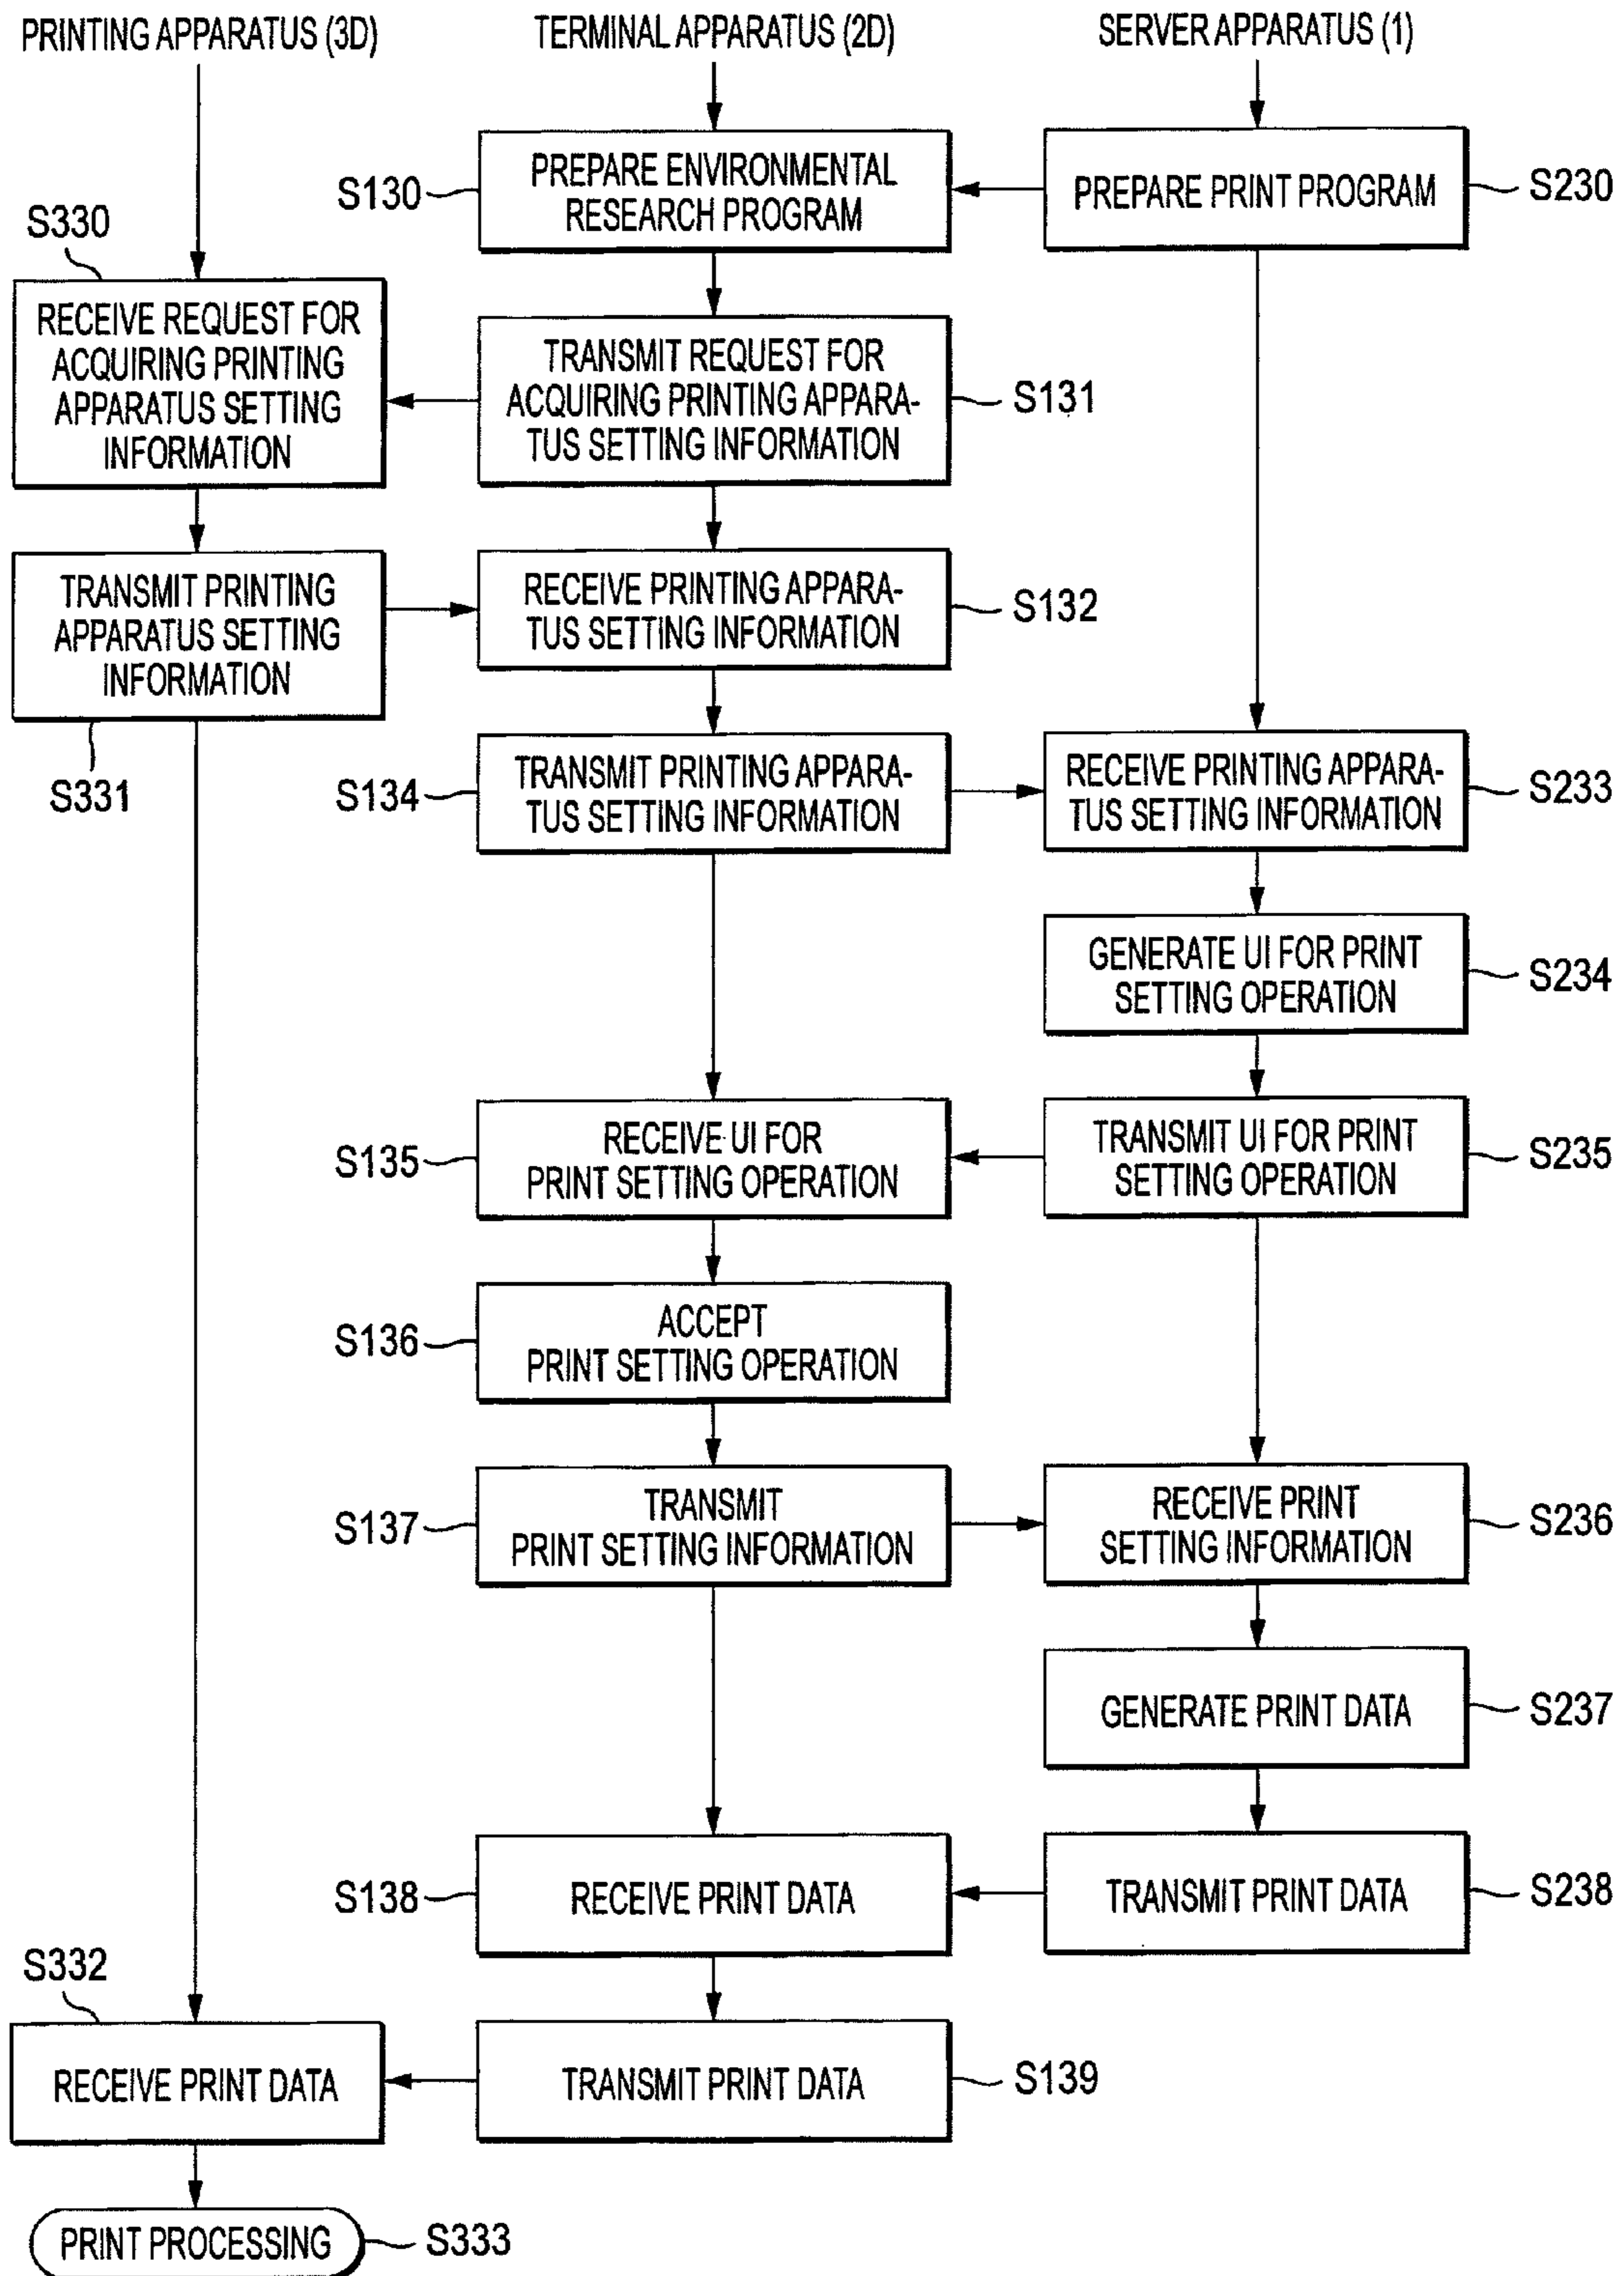 PRINTING APPARATUS (3D)
TERMINAL APPARATUS (2D)
SERVER APPARATUS (1)
S130
PREPARE ENVIRONMENTAL
RESEARCH PROGRAM
PREPARE PRINT PROGRAM
S230
S330
RECEIVE REQUEST FOR
ACQUIRING PRINTING
APPARATUS SETTING
INFORMATION
TRANSMIT REQUEST FOR
ACQUIRING PRINTING APPARA-
TUS SETTING INFORMATION
S131
TRANSMIT PRINTING
APPARATUS SETTING
INFORMATION
S331
RECEIVE PRINTING APPARA-
TUS SETTING INFORMATION
S132
S134
TRANSMIT PRINTING APPARA-
TUS SETTING INFORMATION
RECEIVE PRINTING APPARA-
TUS SETTING INFORMATION
S233
GENERATE UI FOR PRINT
SETTING OPERATION
S234
S135
RECEIVE UI FOR
PRINT SETTING OPERATION
TRANSMIT UI FOR PRINT
SETTING OPERATION
S235
S136
ACCEPT
PRINT SETTING OPERATION
S137
TRANSMIT
PRINT SETTING INFORMATION
RECEIVE PRINT
SETTING INFORMATION
S236
GENERATE PRINT DATA
S237
S138
RECEIVE PRINT DATA
TRANSMIT PRINT DATA
S238
S332
RECEIVE PRINT DATA
TRANSMIT PRINT DATA
S139
PRINT PROCESSING
S333